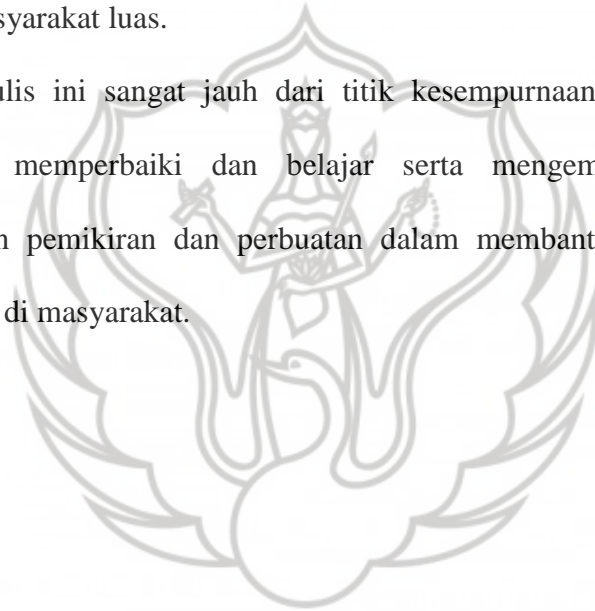 syarakat luas.
ulis ini sangat jauh dari titik kesempurnaan
memperbaiki dan belajar serta mengem
n pemikiran dan perbuatan dalam membant
di masyarakat.